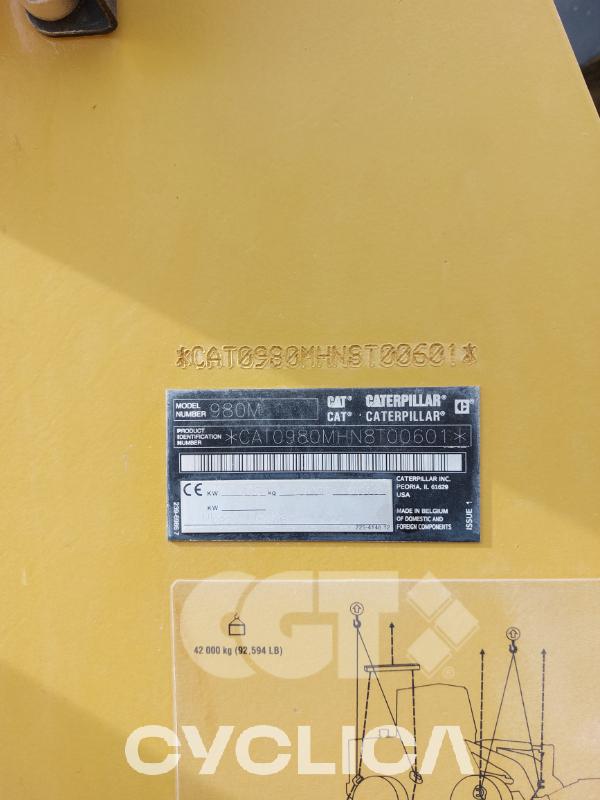 *CAT0980MHN8T00601*
MODEL NUMBER 980M
CAT® CATERPILLAR®
CAT® CATERPILLAR®
PRODUCT IDENTIFICATION NUMBER *CAT0980MHN8T00601*
CE KW kg
KW
CATERPILLAR INC.
PEORIA, IL 61629
USA
MADE IN BELGIUM
OF DOMESTIC AND
FOREIGN COMPONENTS
ISSUE 1
CGT
42 000 kg (92,594 LB)
CYCLICA